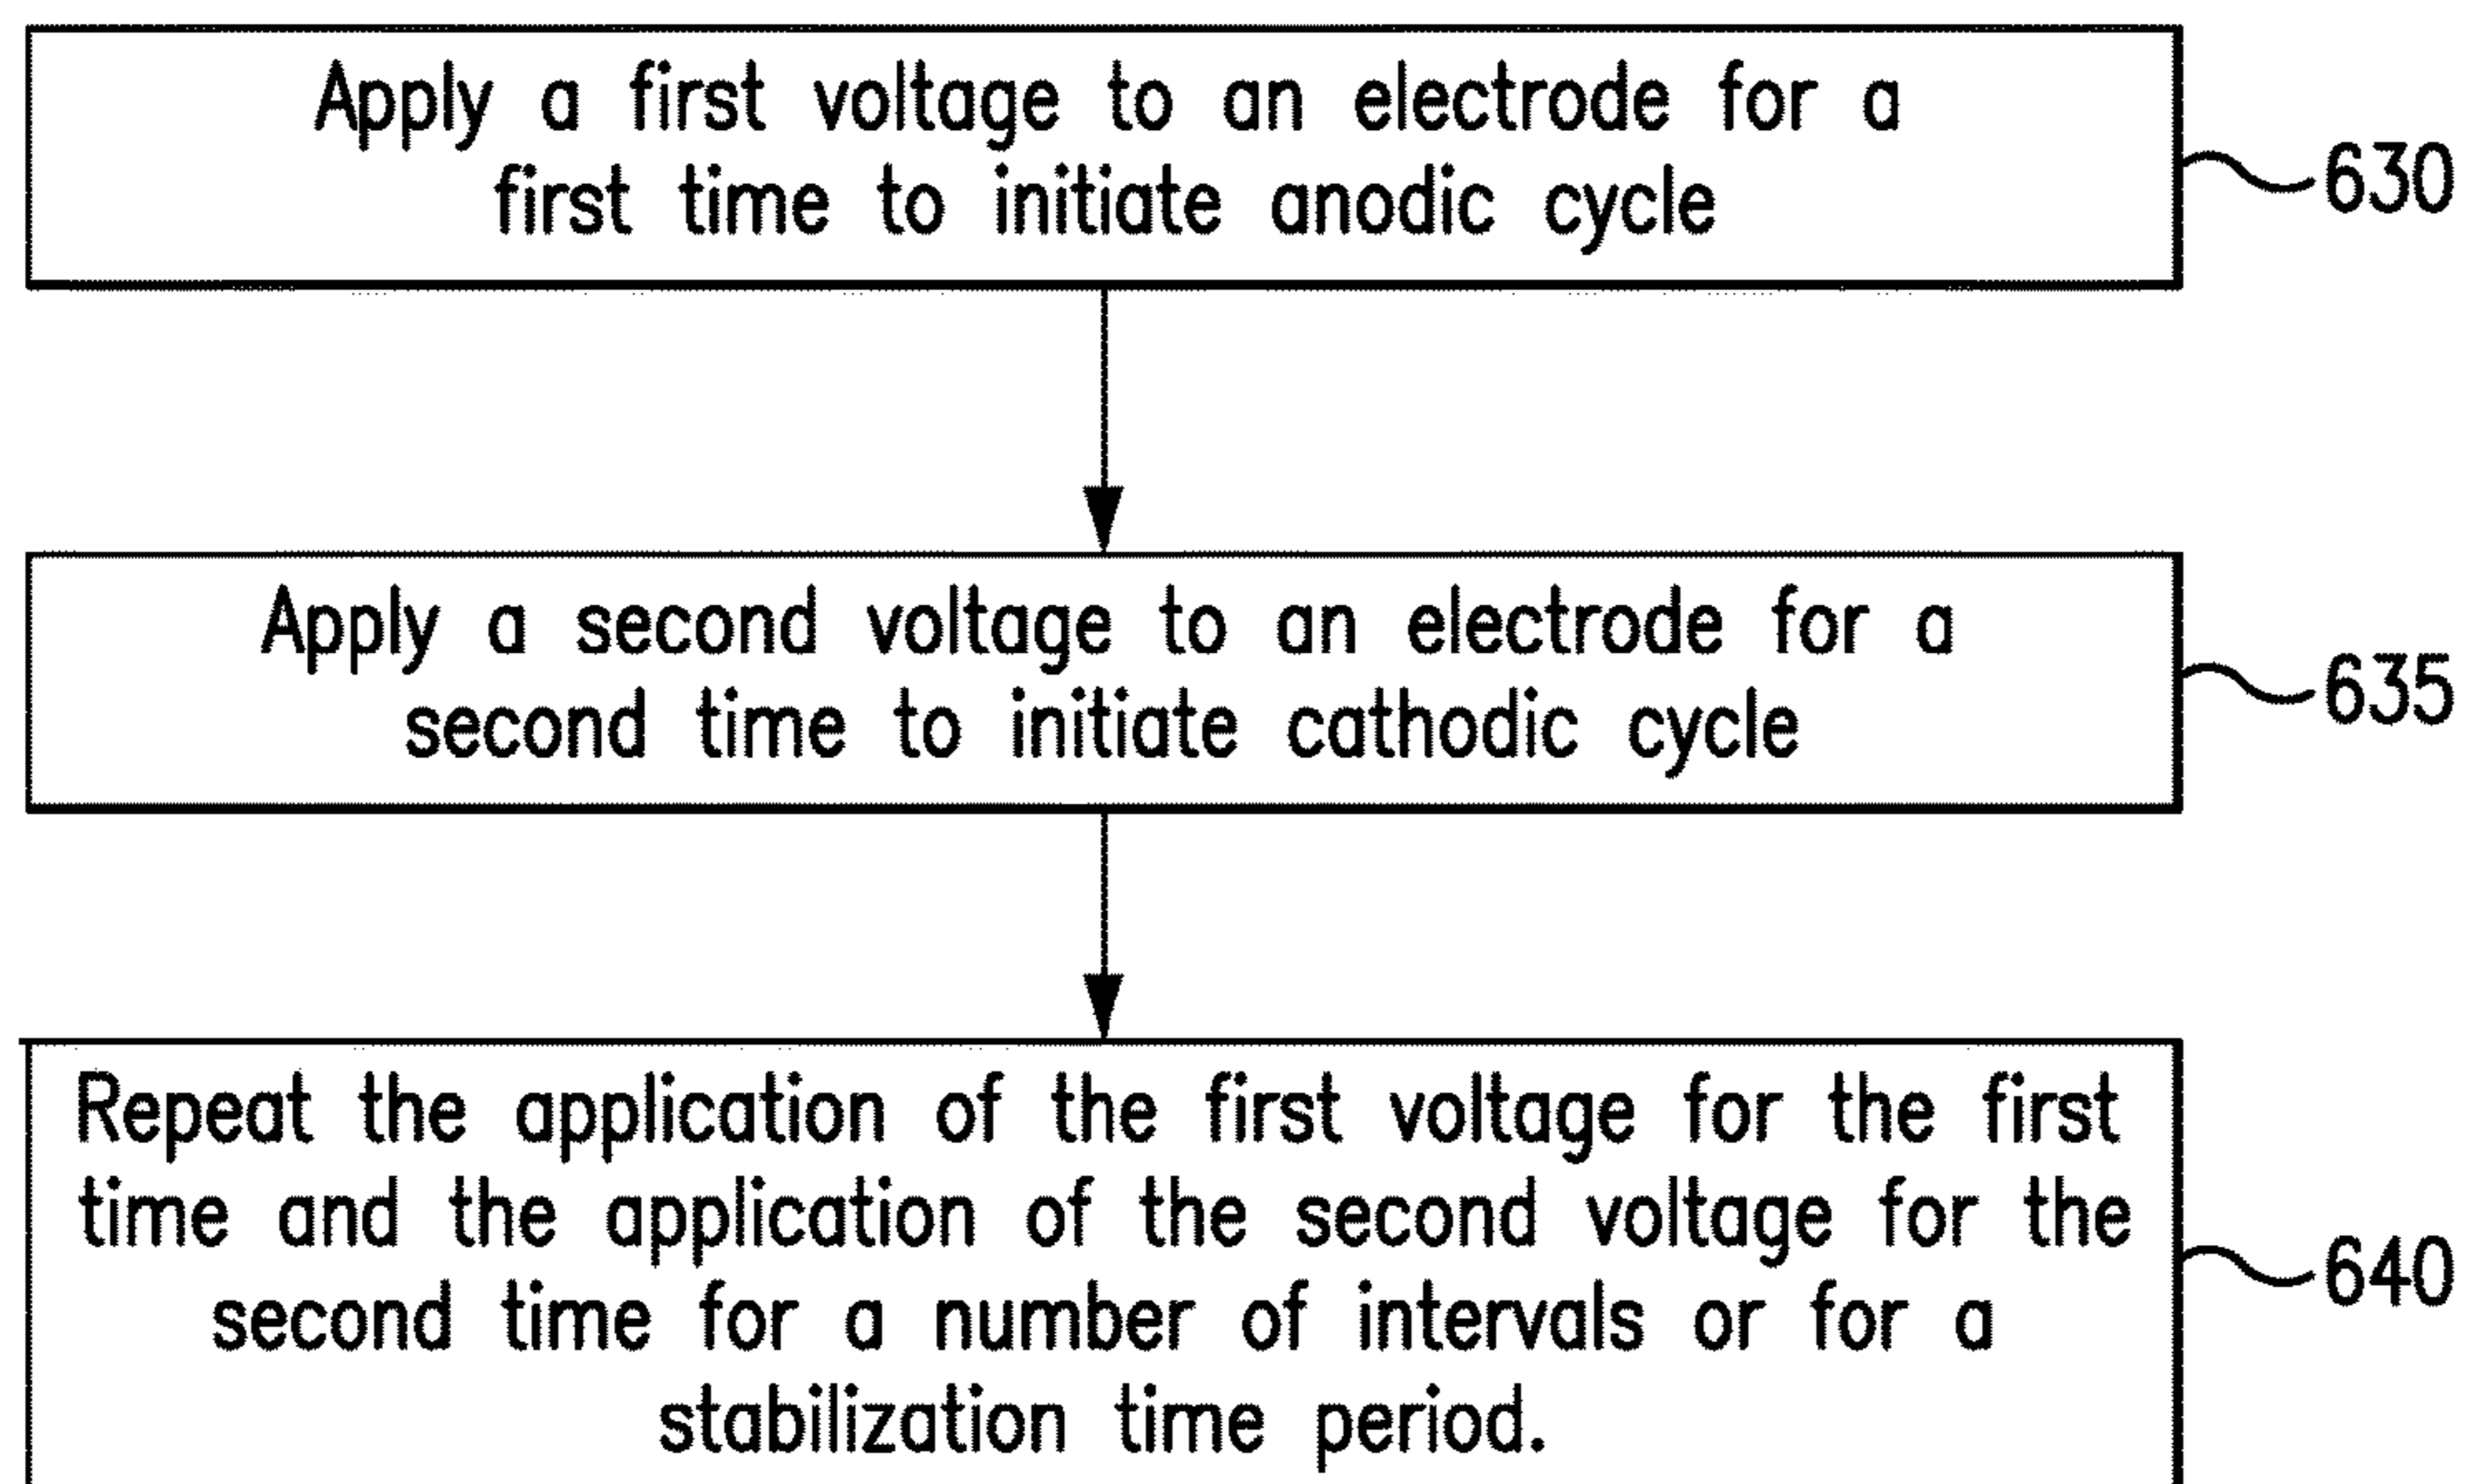 Apply a first voltage to an electrode for a
first time to initiate anodic cycle
630
Apply a second voltage to an electrode for a
second time to initiate cathodic cycle
635
Repeat the application of the first voltage for the first
time and the application of the second voltage for the
second time for a number of intervals or for a
stabilization time period.
640